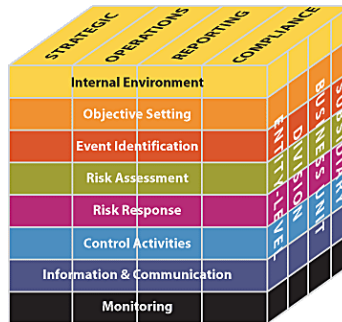 STRATEGIC
OPERATIONS
REPORTING
COMPLIANCE
Internal Environment
Objective Setting
Event Identification
Risk Assessment
Risk Response
Control Activities
Information & Communication
Monitoring
ENTITY-LEVEL
DIVISION
BUSINESS UNIT
SUBSIDIARY